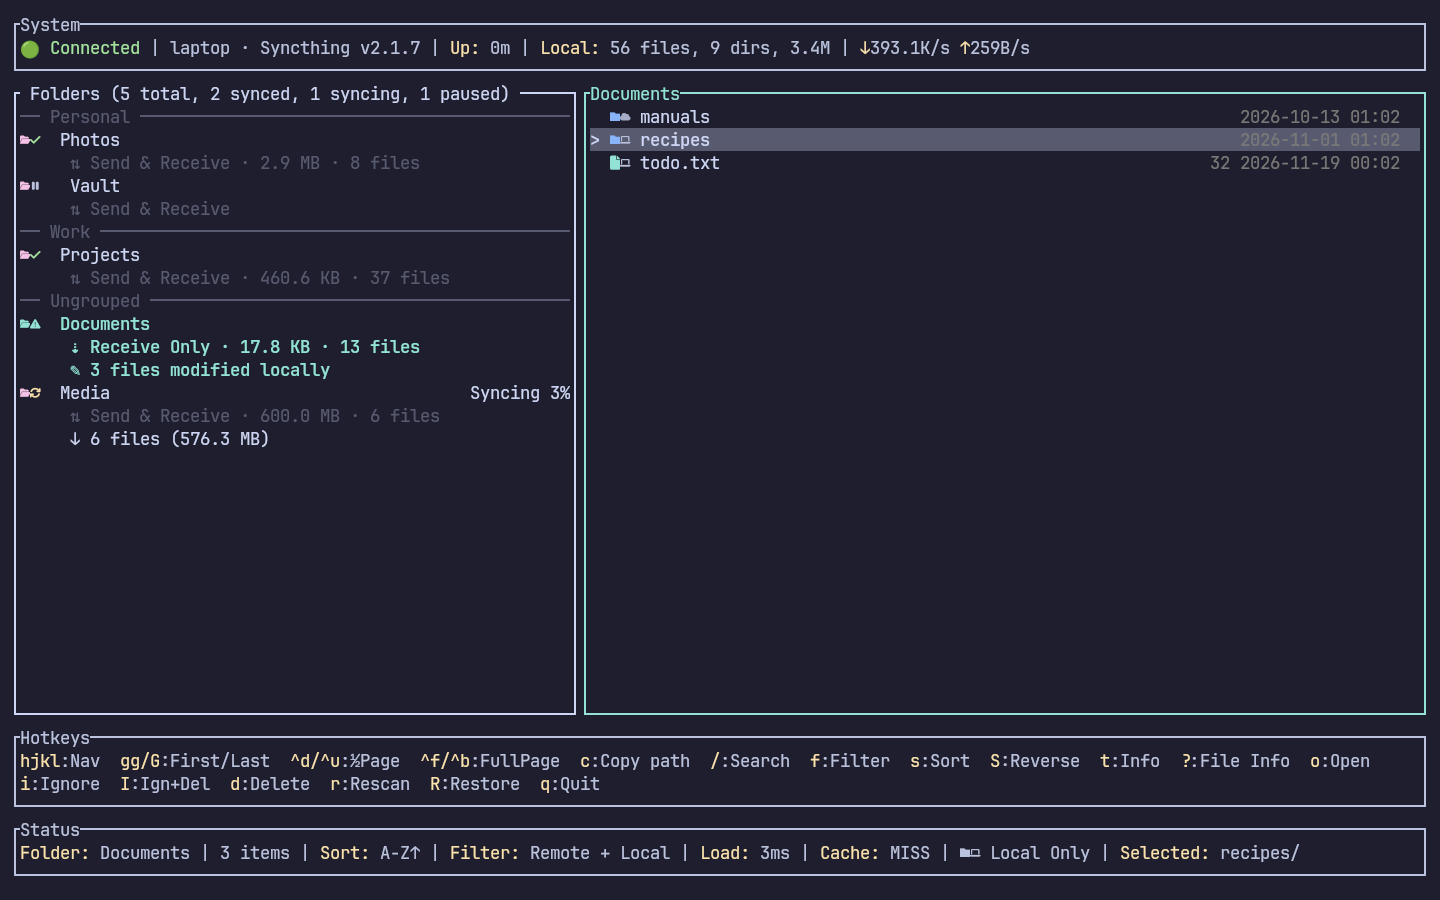 System
Connected | laptop · Syncthing v2.1.7 | Up: 0m | Local: 56 files, 9 dirs, 3.4M | ↓393.1K/s ↑259B/s
Folders (5 total, 2 synced, 1 syncing, 1 paused)
Personal
Photos
⇅ Send & Receive · 2.9 MB · 8 files
Vault
⇅ Send & Receive
Work
Projects
⇅ Send & Receive · 460.6 KB · 37 files
Ungrouped
Documents
⇣ Receive Only · 17.8 KB · 13 files
✎ 3 files modified locally
Media Syncing 3%
⇅ Send & Receive · 600.0 MB · 6 files
↓ 6 files (576.3 MB)
Documents
manuals 2026-10-13 01:02
> recipes 2026-11-01 01:02
todo.txt 32 2026-11-19 00:02
Hotkeys
hjkl:Nav gg/G:First/Last ^d/^u:½Page ^f/^b:FullPage c:Copy path /:Search f:Filter s:Sort S:Reverse t:Info ?:File Info o:Open
i:Ignore I:Ign+Del d:Delete r:Rescan R:Restore q:Quit
Status
Folder: Documents | 3 items | Sort: A-Z↑ | Filter: Remote + Local | Load: 3ms | Cache: MISS | Local Only | Selected: recipes/